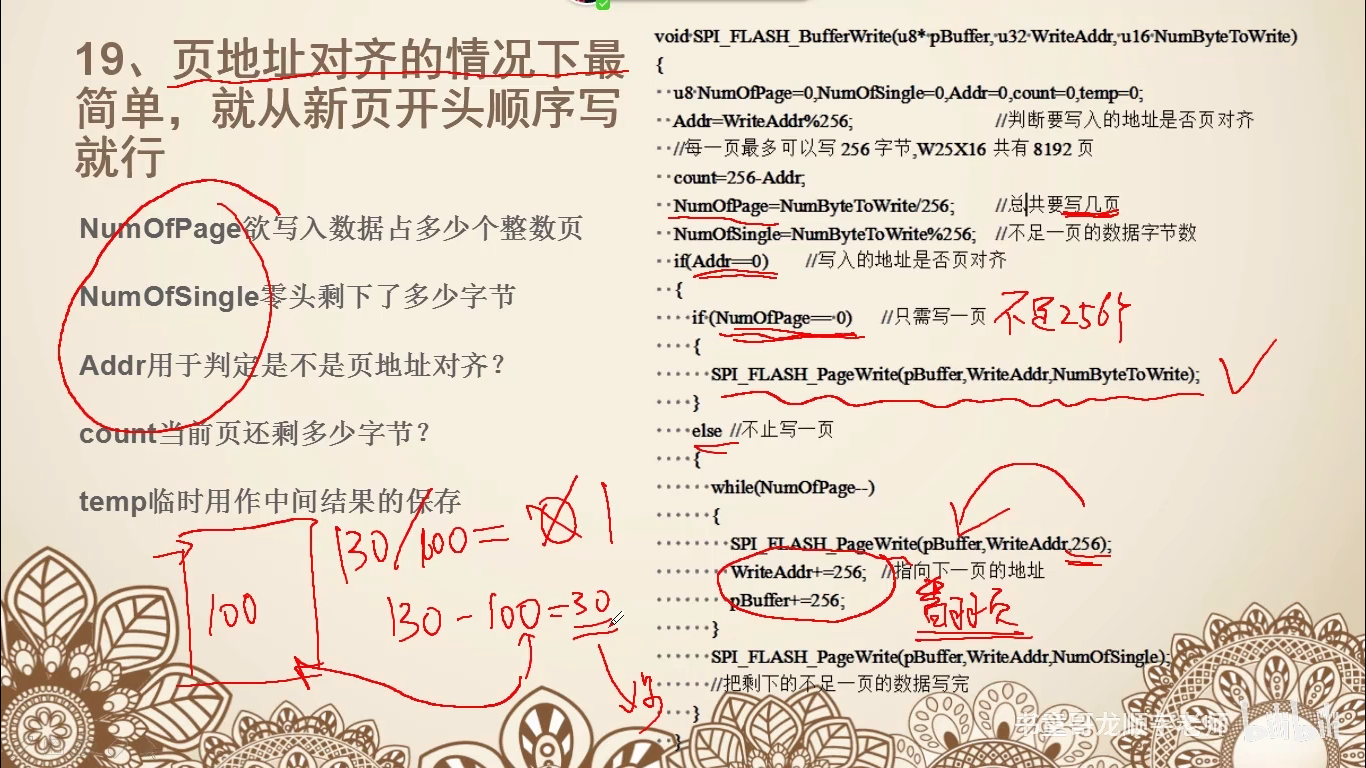 19、页地址对齐的情况下最
简单，就从新页开头顺序写
就行
NumOfPage欲写入数据占多少个整数页
NumOfSingle零头剩下了多少字节
Addr用于判定是不是页地址对齐？
count当前页还剩多少字节？
temp临时用作中间结果的保存
100
130/100=
1
130-100=30
写
void SPI_FLASH_BufferWrite(u8* pBuffer, u32 WriteAddr, u16 NumByteToWrite)
{
u8 NumOfPage=0,NumOfSingle=0,Addr=0,count=0,temp=0;
Addr=WriteAddr%256; //判断要写入的地址是否页对齐
//每一页最多可以写 256 字节,W25X16 共有 8192 页
count=256-Addr;
NumOfPage=NumByteToWrite/256; //总共要写几页
NumOfSingle=NumByteToWrite%256; //不足一页的数据字节数
if(Addr==0) //写入的地址是否页对齐
{
if (NumOfPage== 0) //只需写一页 不足256个
{
SPI_FLASH_PageWrite(pBuffer,WriteAddr,NumByteToWrite);
}
else //不止写一页
{
while(NumOfPage--)
{
SPI_FLASH_PageWrite(pBuffer,WriteAddr,256);
WriteAddr+=256; //指向下一页的地址
pBuffer+=256;
}
SPI_FLASH_PageWrite(pBuffer,WriteAddr,NumOfSingle);
//把剩下的不足一页的数据写完
}
}
bilibili